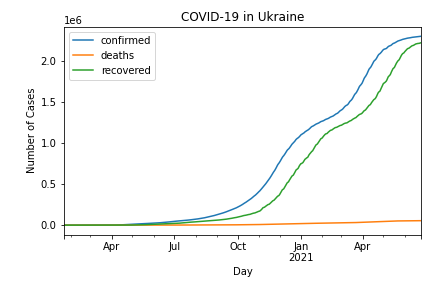 COVID-19 in Ukraine
1e6
confirmed
deaths
recovered
2.0
1.5
1.0
0.5
0.0
Number of Cases
Apr
Jul
Oct
Jan
2021
Apr
Day